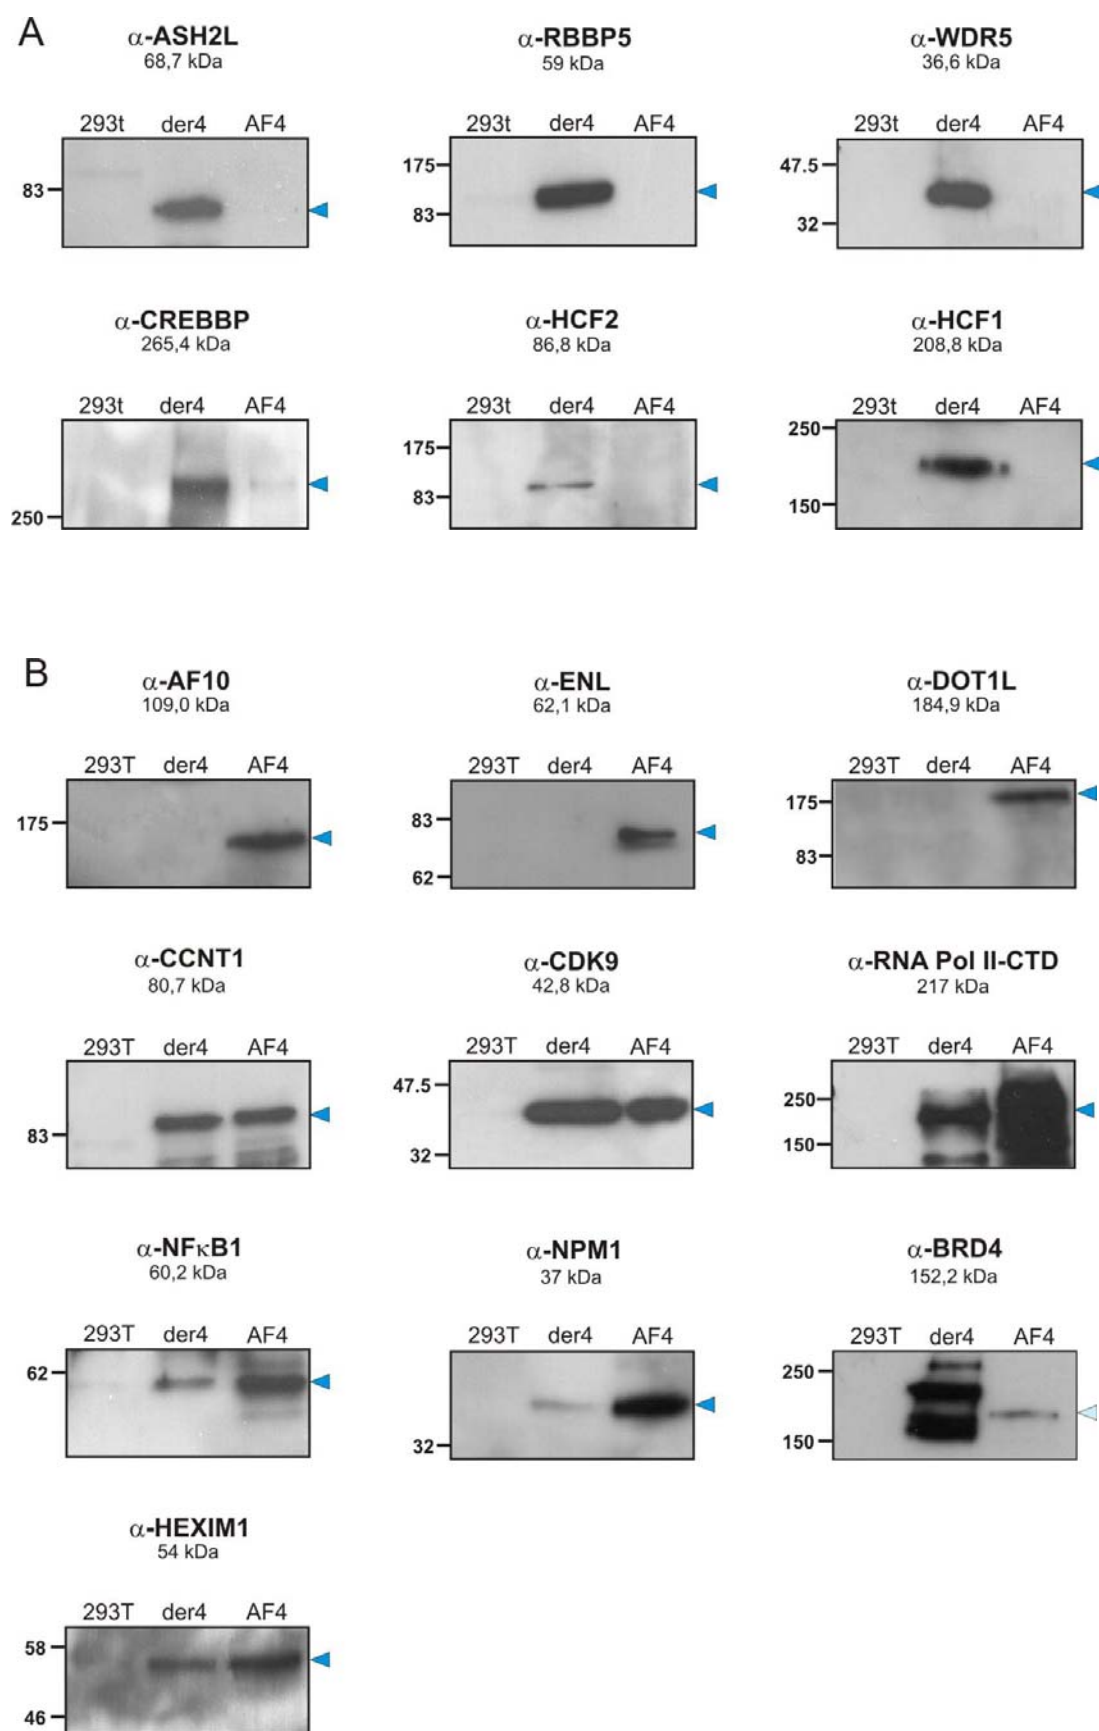 A
α-ASH2L
68,7 kDa
293t der4 AF4
83
α-RBBP5
59 kDa
293t der4 AF4
175
83
α-WDR5
36,6 kDa
293t der4 AF4
47.5
32
α-CREBBP
265,4 kDa
293t der4 AF4
250
α-HCF2
86,8 kDa
293t der4 AF4
175
83
α-HCF1
208,8 kDa
293t der4 AF4
250
150
B
α-AF10
109,0 kDa
293T der4 AF4
175
α-ENL
62,1 kDa
293T der4 AF4
83
62
α-DOT1L
184,9 kDa
293T der4 AF4
175
83
α-CCNT1
80,7 kDa
293T der4 AF4
83
α-CDK9
42,8 kDa
293T der4 AF4
47.5
32
α-RNA Pol II-CTD
217 kDa
293T der4 AF4
250
150
α-NFκB1
60,2 kDa
293T der4 AF4
62
α-NPM1
37 kDa
293T der4 AF4
32
α-BRD4
152,2 kDa
293T der4 AF4
250
150
α-HEXIM1
54 kDa
293T der4 AF4
58
46